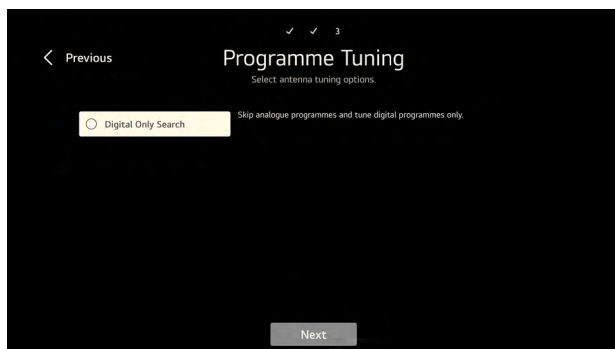 ✓ ✓ 3
Previous
Programme Tuning
Select antenna tuning options.
Digital Only Search
Skip analogue programmes and tune digital programmes only.
Next